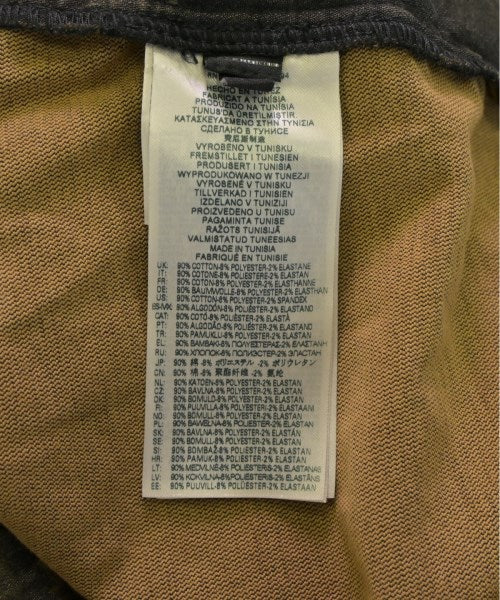 HECHO EN TUNEZ
FABRICAT A TUNISIA
PRODUZIDO NA TUNISIA
TUNUS'DA ÜRETİLMİŞTİR.
ΚΑΤΑΣΚΕΥΑΣΜΕΝΟ ΣΤΗΝ ΤΥΝΗΣΙΑ
СДЕЛАНО В ТУНИСЕ
突尼斯制造
VYROBENO V TUNISKU
FREMSTILLET I TUNESIEN
PRODUSERT I TUNISIA
WYPRODUKOWANO W TUNEZJI
VYROBENÉ V TUNISKU
TILLVERKAD I TUNISIEN
IZDELANO V TUNIZIJI
PROIZVEDENO U TUNISU
PAGAMINTA TUNISE
RAŽOTS TUNISIJĀ
VALMISTATUD TUNEESIAS
MADE IN TUNISIA
FABRIQUÉ EN TUNISIE
UK: 90% COTTON-8% POLYESTER-2% ELASTANE
IT: 90% COTONE-8% POLIESTERE-2% ELASTAN
FR: 90% COTON-8% POLYESTER-2% ELASTHANNE
DE: 90% BAUMWOLLE-8% POLYESTER-2% ELASTHAN
US: 90% COTTON-8% POLYESTER-2% SPANDEX
ES-MX: 90% ALGODÓN-8% POLIÉSTER-2% ELASTANO
CAT: 90% COTÓ-8% POLIÈSTER-2% ELASTÀ
PT: 90% ALGODÃO-8% POLIÉSTER-2% ELASTANO
TR: 90% PAMUKLU-8% POLYESTER-2% ELASTAN
EL: 90% ΒΑΜΒΑΚΙ-8% ΠΟΛΥΕΣΤΕΡΑΣ-2% ΕΛΑΣΤΑΝΗ
RU: 90% ХЛОПОК-8% ПОЛИЭСТЕР-2% ЭЛАСТАН
JP: 90% 綿 -8% ポリエステル -2% ポリウレタン
CN: 90% 棉 -8% 聚酯纤维 -2% 氨纶
NL: 90% KATOEN-8% POLYESTER-2% ELASTAN
CZ: 90% BAVLNA-8% POLYESTER-2% ELASTAN
DK: 90% BOMULD-8% POLYESTER-2% ELASTAN
FI: 90% PUUVILLA-8% POLYESTERI-2% ELASTAANI
NO: 90% BOMULL-8% POLYESTER-2% ELASTAN
PL: 90% BAWEŁNA-8% POLIESTER-2% ELASTAN
SK: 90% BAVLNA-8% POLYESTER-2% ELASTAN
SE: 90% BOMULL-8% POLYESTER-2% ELASTAN
SI: 90% BOMBAŽ-8% POLIESTER-2% ELASTAN
HR: 90% PAMUK-8% POLIESTER-2% ELASTAN
LT: 90% MEDVILNĖ-8% POLIESTERIS-2% ELASTANAS
LV: 90% KOKVILNA-8% POLIESTERIS-2% ELASTĀNS
EE: 90% PUUVILL-8% POLÜESTER-2% ELASTAAN